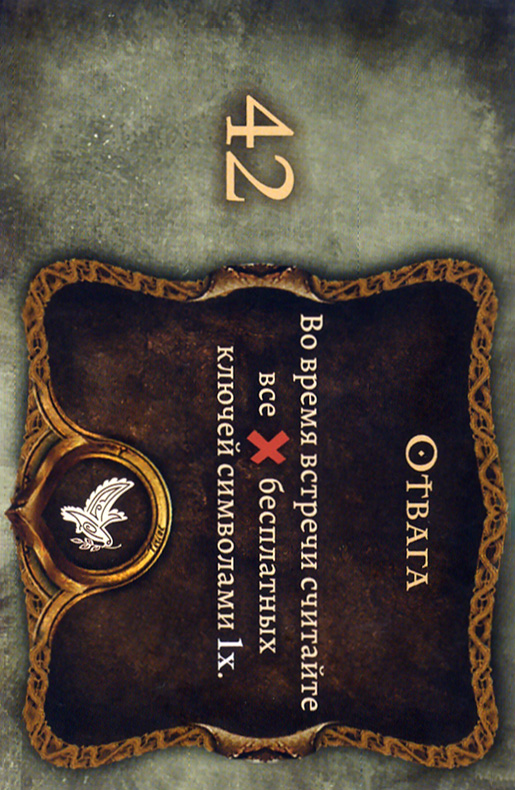 42
Отвага
Во время встречи считайте
все бесплатных
ключей символами 1x.